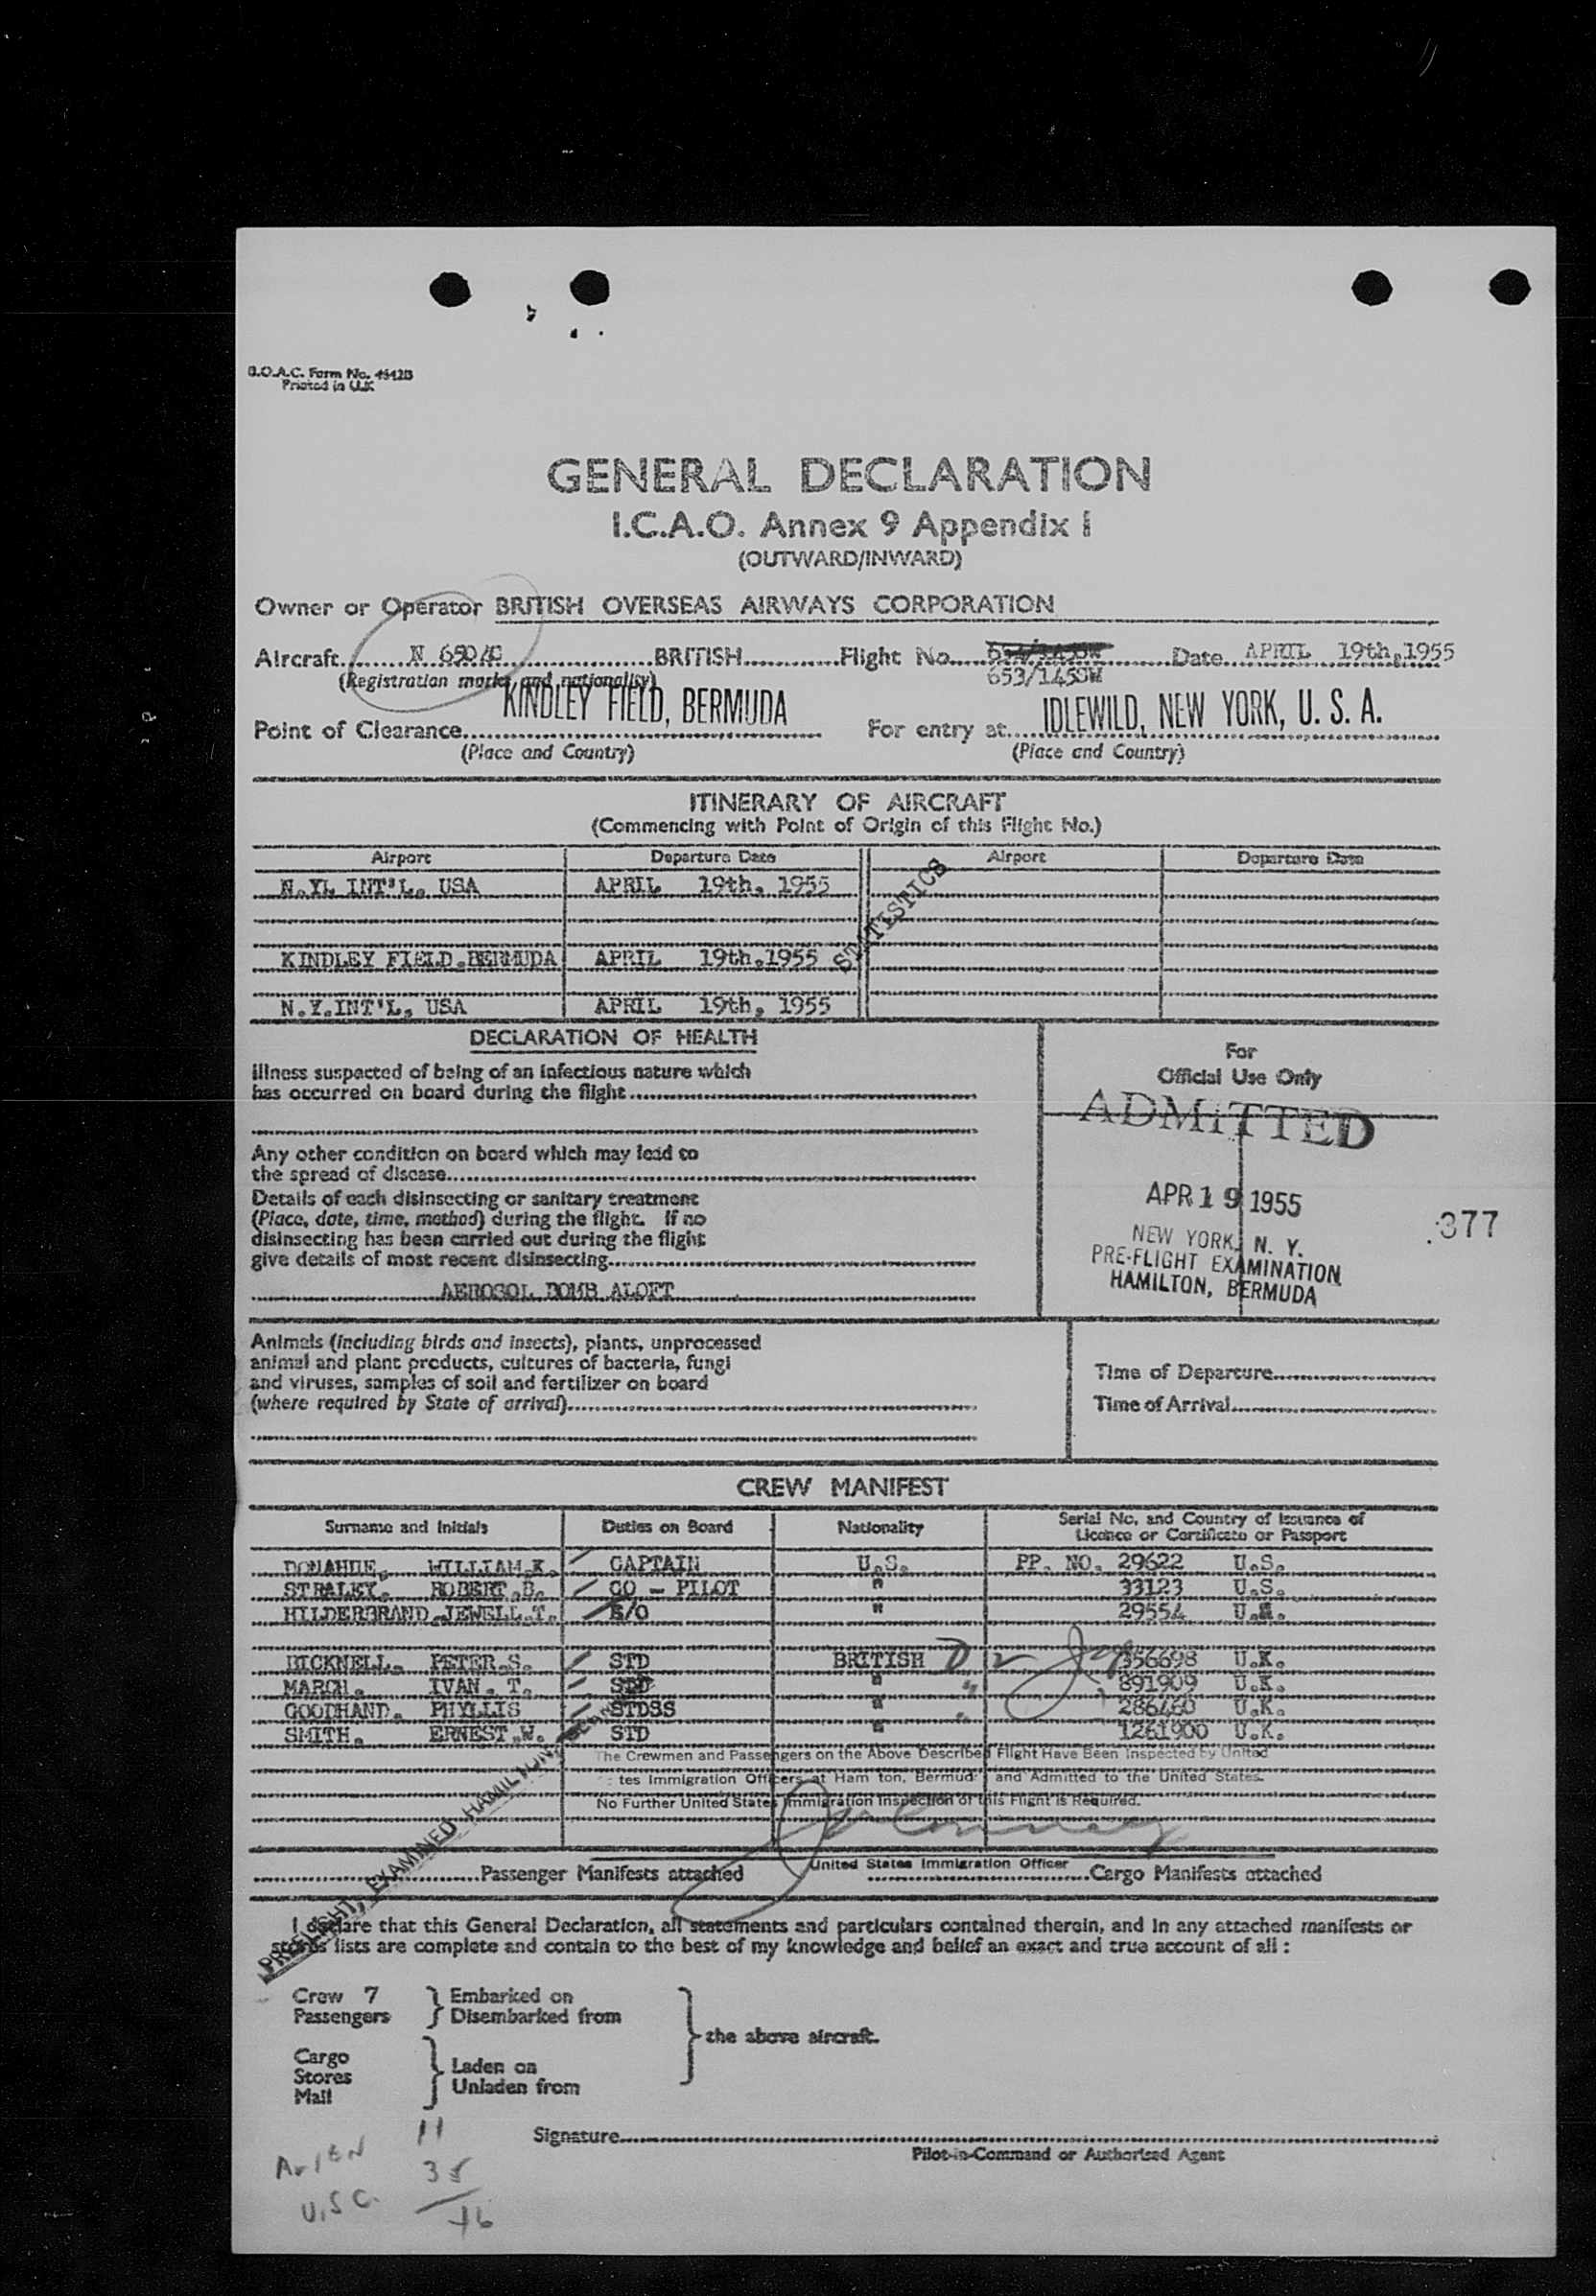 B.O.A.C. Form No.
Printed in U.K.
GENERAL DECLARATION
I.C.A.O. Annex 9 Appendix I
(OUTWARD/INWARD)
Owner or Operator BRITISH OVERSEAS AIRWAYS CORPORATION
Aircraft N BRITISH Flight No. Date APRIL 19th,1955
(Registration marks and nationality) 653/145SW
KINDLEY FIELD, BERMUDA IDLEWILD, NEW YORK, U. S. A.
Point of Clearance For entry at
(Place and Country) (Place and Country)
ITINERARY OF AIRCRAFT
(Commencing with Point of Origin of this Flight No.)
Airport Departure Date Airport Departure Date
N.Y. INT'L. USA APRIL 19th, 1955
STATISTICS
KINDLEY FIELD.BERMUDA APRIL 19th,1955
N.Y.INT'L, USA APRIL 19th, 1955
DECLARATION OF HEALTH
Illness suspected of being of an infectious nature which
has occurred on board during the flight
Any other condition on board which may lead to
the spread of disease
Details of each disinsecting or sanitary treatment
(Place, date, time, method) during the flight. If no
disinsecting has been carried out during the flight
give details of most recent disinsecting
AEROSOL BOMB ALOFT
For
Official Use Only
ADMITTED
APR 19 1955
NEW YORK, N. Y.
PRE-FLIGHT EXAMINATION
HAMILTON, BERMUDA
377
Animals (including birds and insects), plants, unprocessed
animal and plant products, cultures of bacteria, fungi
and viruses, samples of soil and fertilizer on board
(where required by State of arrival)
Time of Departure
Time of Arrival
CREW MANIFEST
Surname and Initials Duties on Board Nationality Serial No, and Country of Issuance of
Licence or Certificate or Passport
DONAHUE, WILLIAM.K. CAPTAIN U.S. PP. NO. 29622 U.S.
STRALEY. ROBERT.B. CO - PILOT " 33123 U.S.
HILDERBRAND.JEWELL.T. E/O " 29554 U.S.
BICKNELL. PETER.S. STD BRITISH 356698 U.K.
MARCH. IVAN. T. STD " 891909 U.K.
GOODHAND. PHYLLIS STDSS " 286460 U.K.
SMITH. ERNEST.W. STD " 1261900 U.K.
The Crewmen and Passengers on the Above Described Flight Have Been Inspected by United
tes Immigration Officers at Ham ton, Bermud and Admitted to the United States.
No Further United States Immigration Inspection of this Flight is Required.
United States Immigration Officer
Passenger Manifests attached Cargo Manifests attached
PREFLIGHT, EXAMINED HAMILTON,
I declare that this General Declaration, all statements and particulars contained therein, and in any attached manifests or
stores lists are complete and contain to the best of my knowledge and belief an exact and true account of all :
Crew 7 } Embarked on
Passengers } Disembarked from
the above aircraft.
Cargo
Stores } Laden on
Mail } Unladen from
Signature
Pilot-in-Command or Authorised Agent
ALIEN 11
U.S.C. 35
46